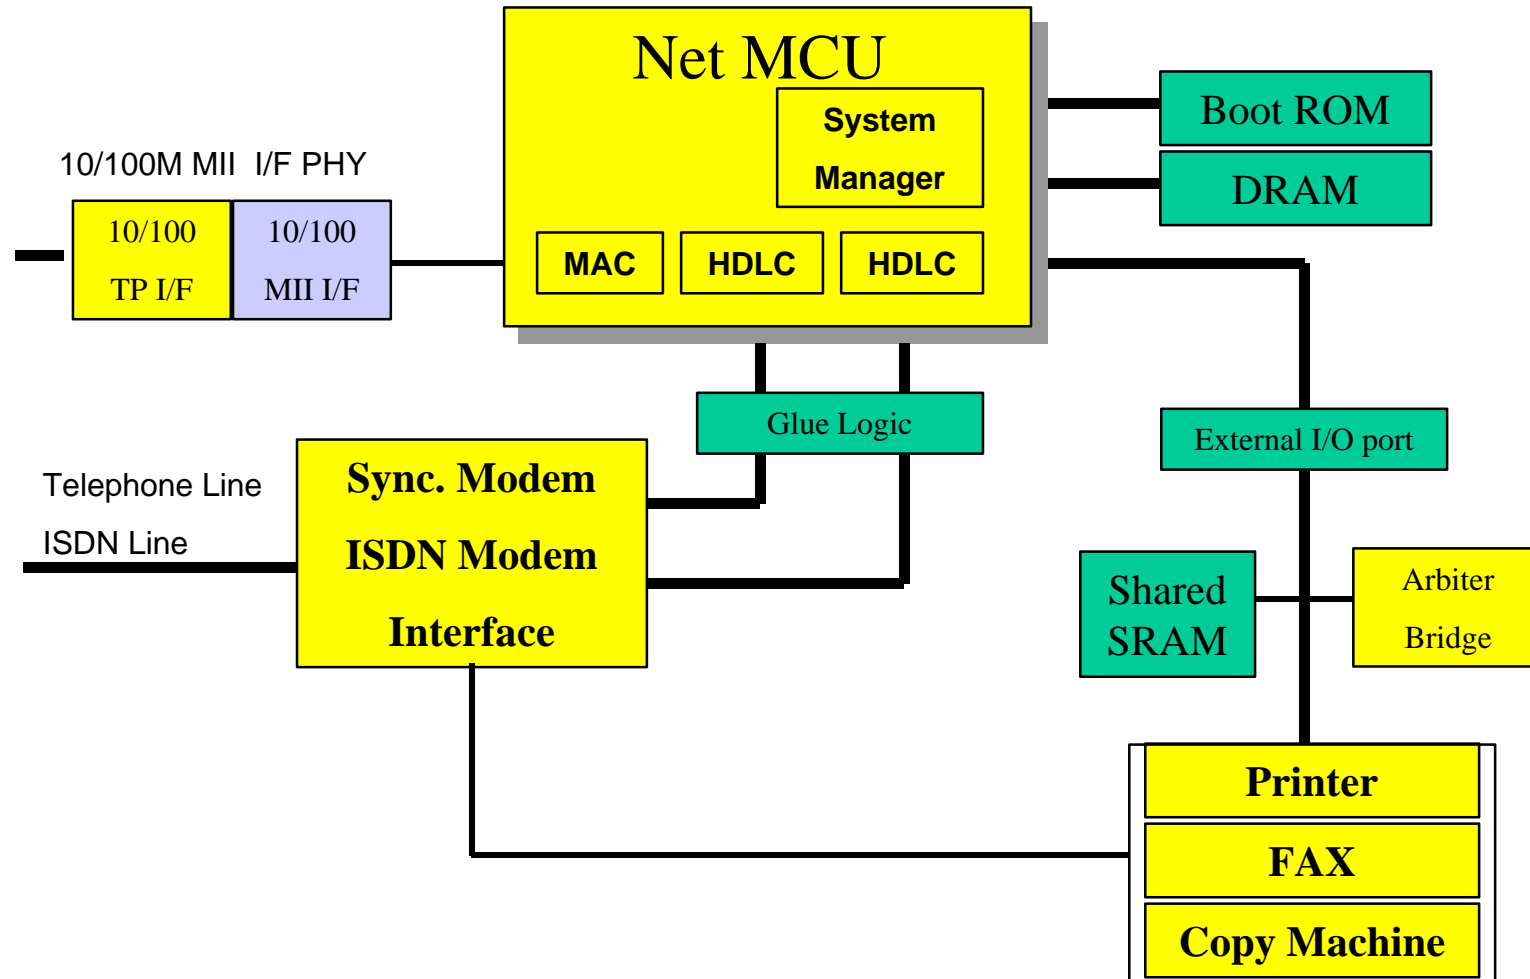 Net MCU
System
Manager
MAC
HDLC
HDLC
Boot ROM
DRAM
10/100M MII  I/F PHY
10/100
TP I/F
10/100
MII I/F
Glue Logic
External I/O port
Telephone Line
ISDN Line
Sync. Modem
ISDN Modem
Interface
Shared
SRAM
Arbiter
Bridge
Printer
FAX
Copy Machine